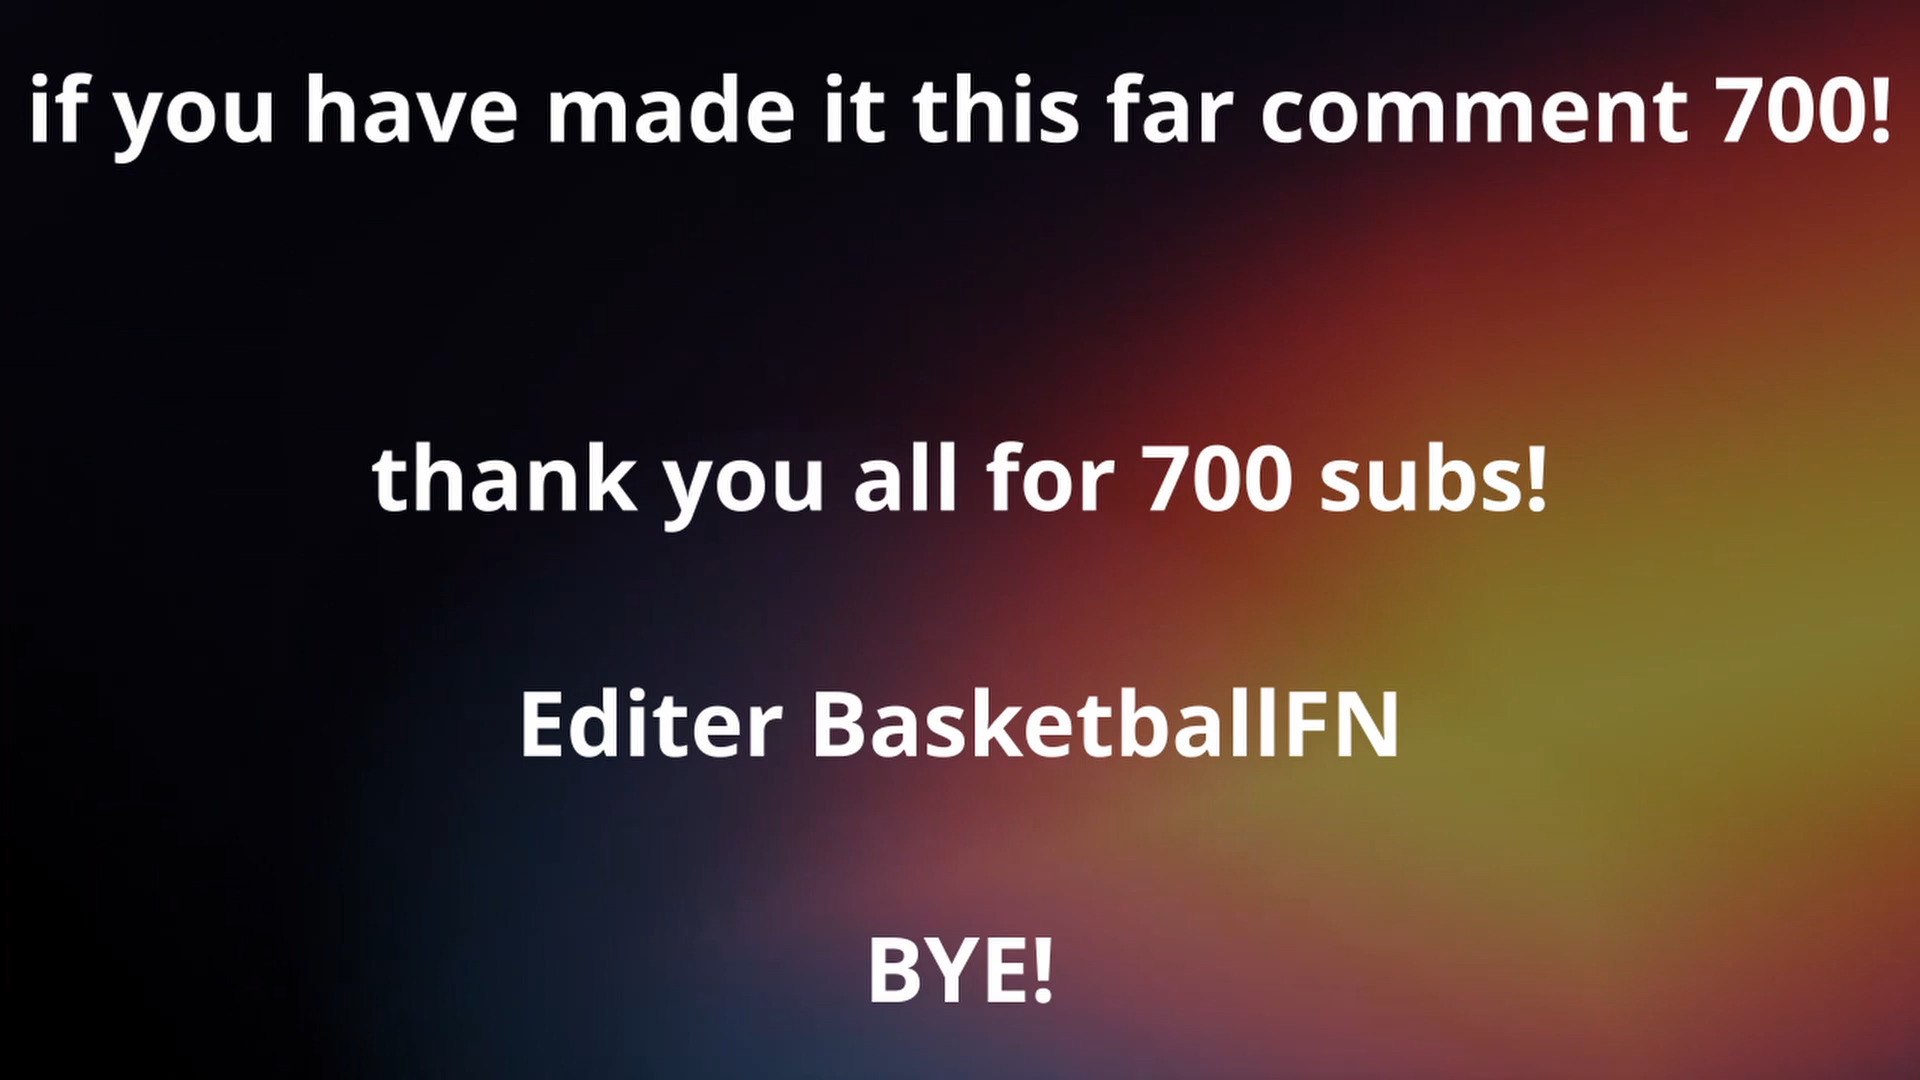 if you have made it this far comment 700!
thank you all for 700 subs!
Editer BasketballFN
BYE!